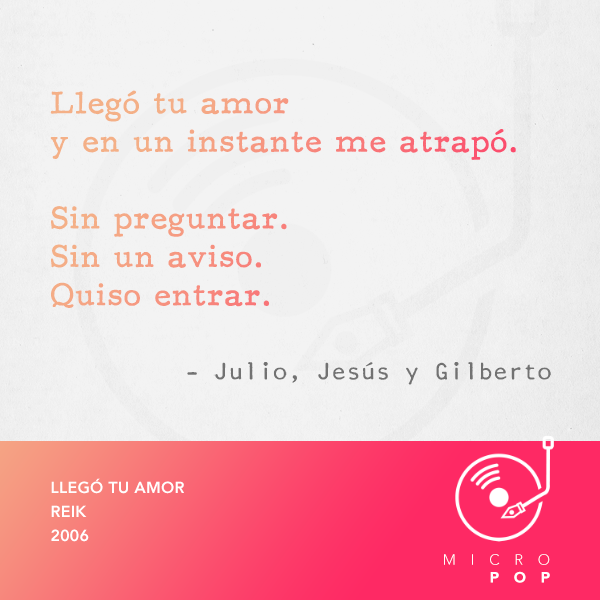 Llegó tu amor
y en un instante me atrapó.
Sin preguntar.
Sin un aviso.
Quiso entrar.
– Julio, Jesús y Gilberto
LLEGÓ TU AMOR
REIK
2006
MICRO
POP